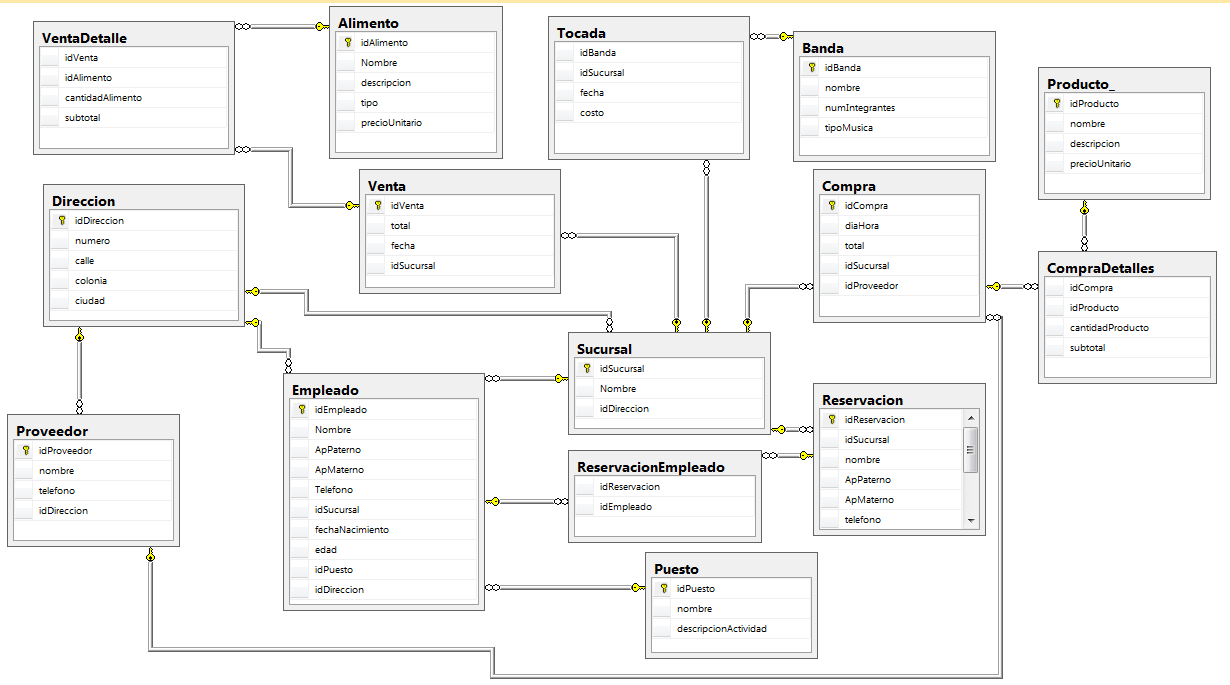 VentaDetalle
idVenta
idAlimento
cantidadAlimento
subtotal
Alimento
idAlimento
Nombre
descripcion
tipo
precioUnitario
Tocada
idBanda
idSucursal
fecha
costo
Banda
idBanda
nombre
numIntegrantes
tipoMusica
Producto_
idProducto
nombre
descripcion
precioUnitario
Direccion
idDireccion
numero
calle
colonia
ciudad
Venta
idVenta
total
fecha
idSucursal
Compra
idCompra
diaHora
total
idSucursal
idProveedor
CompraDetalles
idCompra
idProducto
cantidadProducto
subtotal
Sucursal
idSucursal
Nombre
idDireccion
Empleado
idEmpleado
Nombre
ApPaterno
ApMaterno
Telefono
idSucursal
fechaNacimiento
edad
idPuesto
idDireccion
Reservacion
idReservacion
idSucursal
nombre
ApPaterno
ApMaterno
telefono
Proveedor
idProveedor
nombre
telefono
idDireccion
ReservacionEmpleado
idReservacion
idEmpleado
Puesto
idPuesto
nombre
descripcionActividad